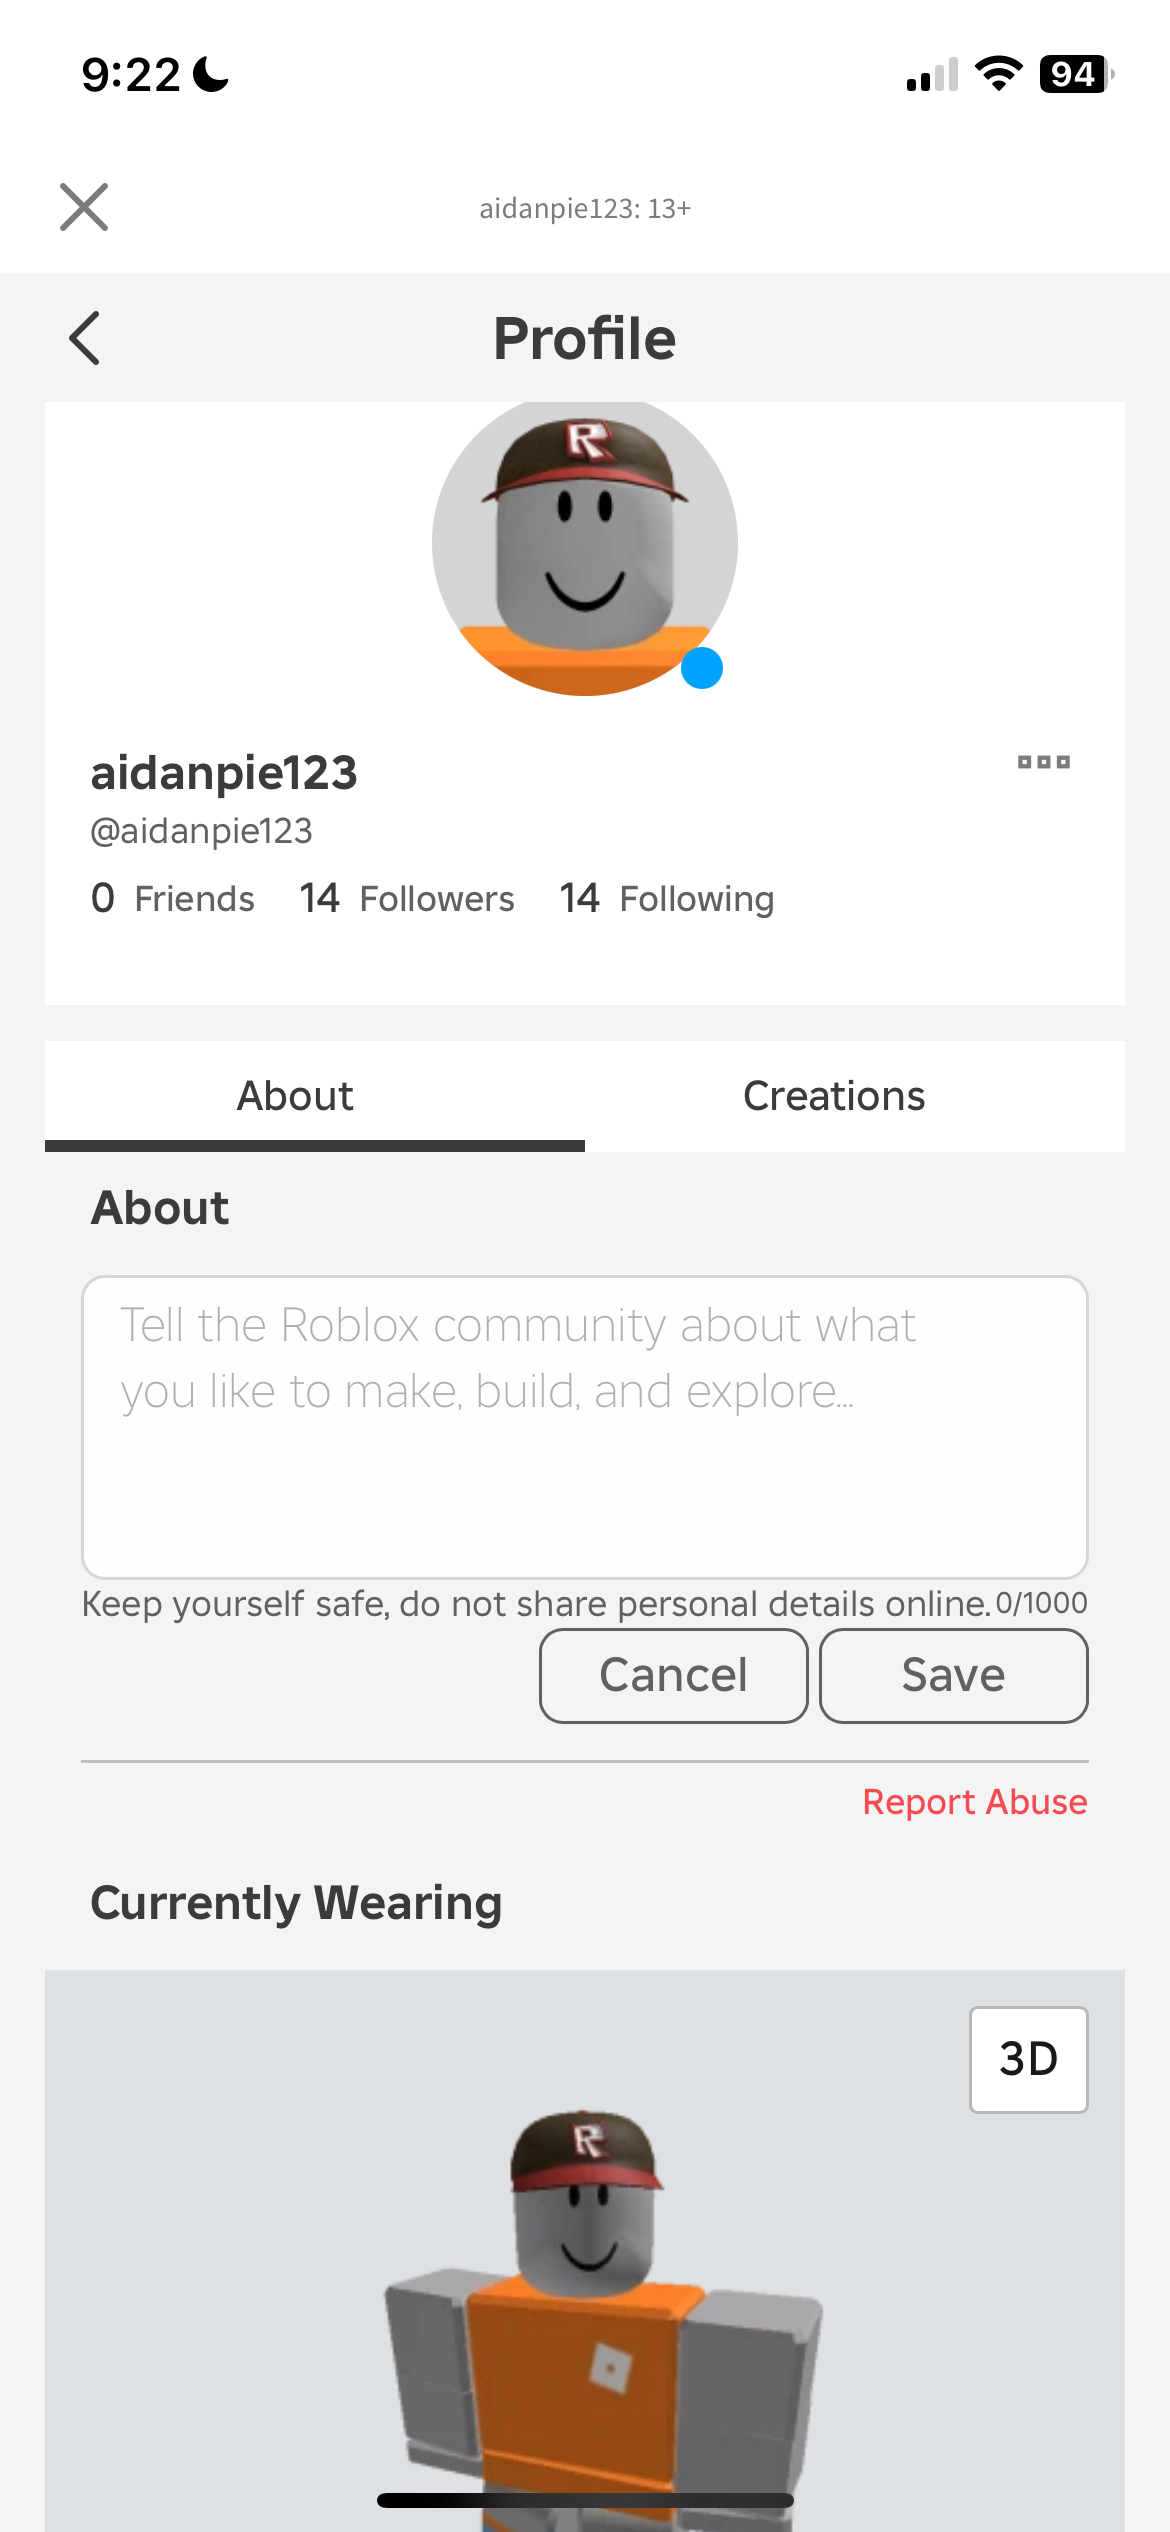 9:22
94
aidanpie123: 13+
Profile
R
aidanpie123
@aidanpie123
0 Friends 14 Followers 14 Following
About Creations
About
Tell the Roblox community about what
you like to make, build, and explore...
Keep yourself safe, do not share personal details online. 0/1000
Cancel Save
Report Abuse
Currently Wearing
3D
R